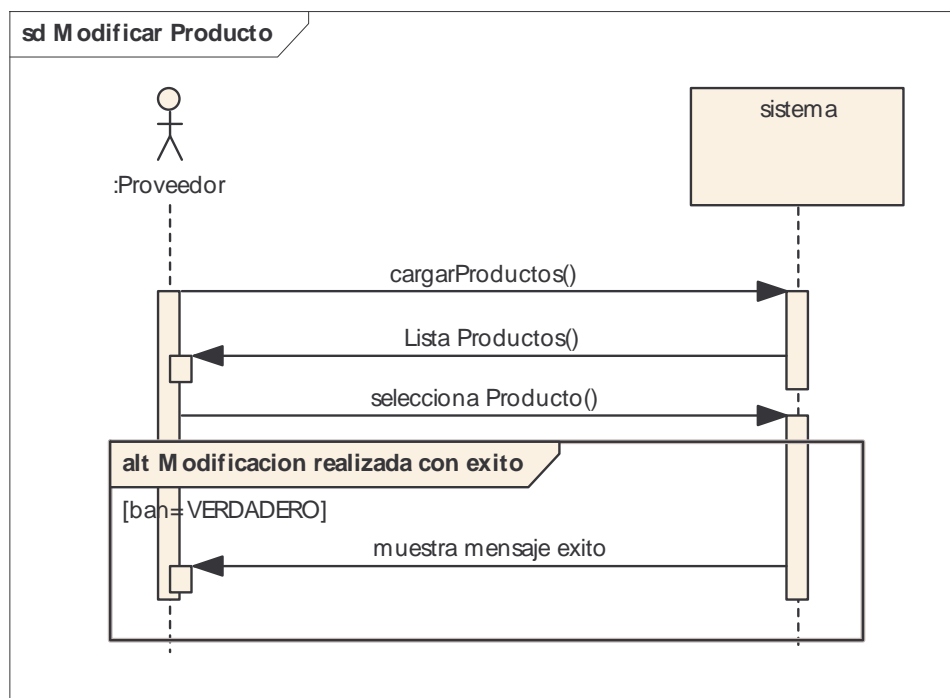 sd Modificar Producto
:Proveedor
sistema
cargarProductos()
Lista Productos()
selecciona Producto()
alt Modificacion realizada con exito
[ban=VERDADERO]
muestra mensaje exito